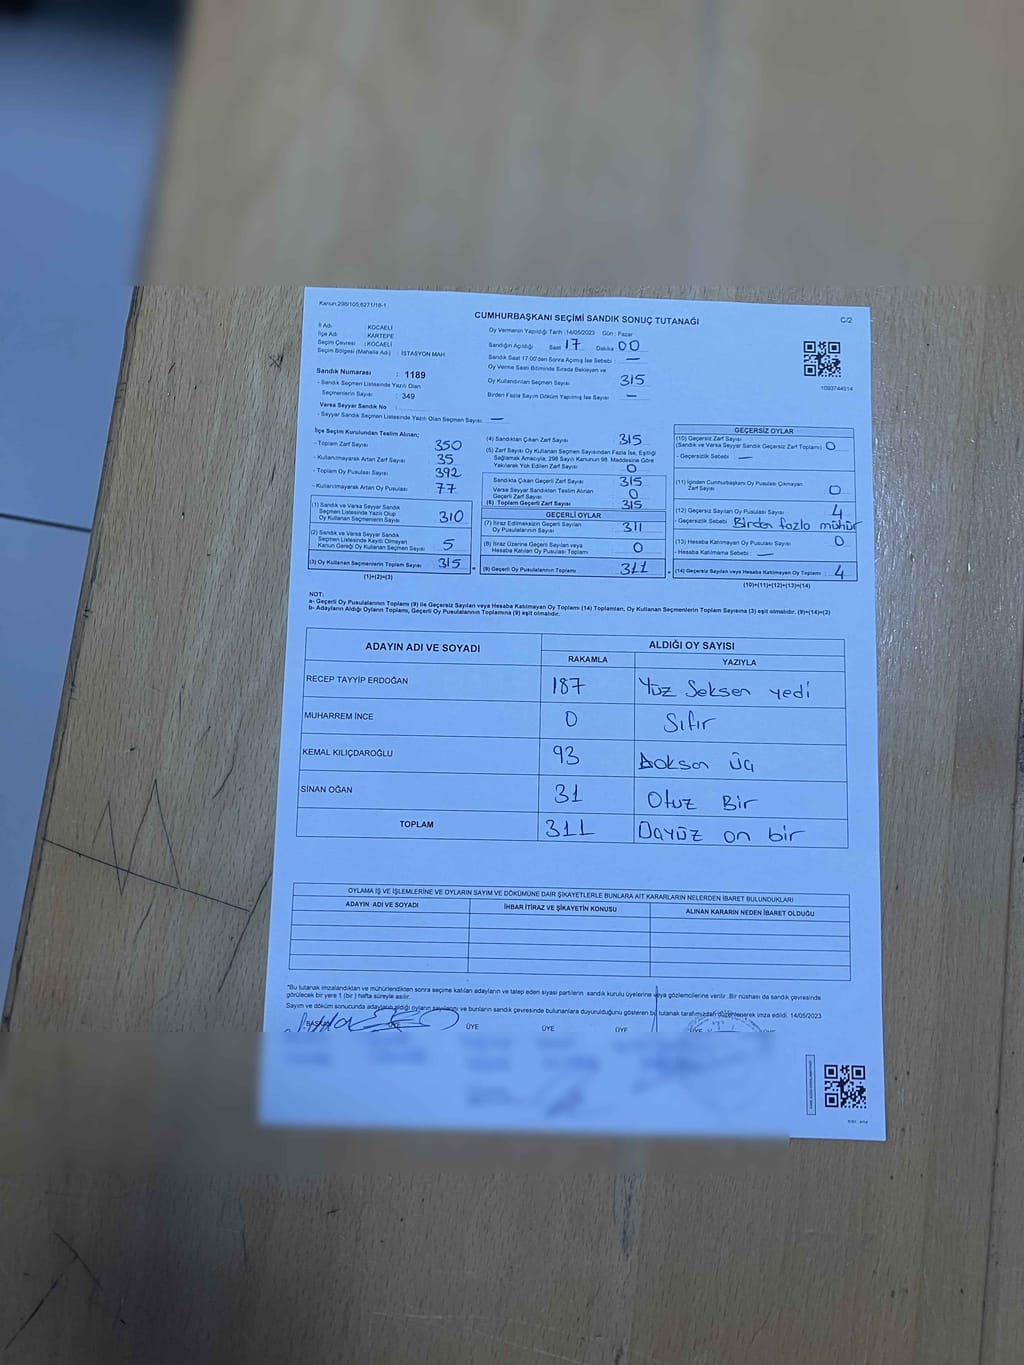 Kanun:298/105,6271/18-1
CUMHURBAŞKANI SEÇİMİ SANDIK SONUÇ TUTANAĞI
C/2
İl Adı : KOCAELİ
İlçe Adı : KARTEPE
Seçim Çevresi : KOCAELİ
Seçim Bölgesi (Mahalle Adı) : İSTASYON MAH
Sandık Numarası : 1189
- Sandık Seçmen Listesinde Yazılı Olan
Seçmenlerin Sayısı : 349
Varsa Seyyar Sandık No :
- Seyyar Sandık Seçmen Listesinde Yazılı Olan Seçmen Sayısı : —
Oy Vermenin Yapıldığı Tarih :14/05/2023 Gün : Pazar
Sandığın Açıldığı Saat 17 Dakika 00
Sandık Saat 17:00'den Sonra Açılmış İse Sebebi : —
Oy Verme Saati Bitiminde Sırada Bekleyen ve
Oy Kullandırılan Seçmen Sayısı 315
Birden Fazla Sayım Döküm Yapılmış İse Sayısı : —
1093744514
İlçe Seçim Kurulundan Teslim Alınan;
- Toplam Zarf Sayısı 350
- Kullanılmayarak Artan Zarf Sayısı 35
- Toplam Oy Pusulası Sayısı 392
- Kullanılmayarak Artan Oy Pusulası 77
(1) Sandık ve Varsa Seyyar Sandık
Seçmen Listesinde Yazılı Olup
Oy Kullanan Seçmenlerin Sayısı 310
(2) Sandık ve Varsa Seyyar Sandık
Seçmen Listesinde Kayıtlı Olmayan
Kanun Gereği Oy Kullanan Seçmen Sayısı 5
(3) Oy Kullanan Seçmenlerin Toplam Sayısı 315
(1)+(2)=(3)
(4) Sandıktan Çıkan Zarf Sayısı 315
(5) Zarf Sayısı Oy Kullanan Seçmen Sayısından Fazla İse, Eşitliği
Sağlamak Amacıyla; 298 Sayılı Kanunun 98. Maddesine Göre
Yakılarak Yok Edilen Zarf Sayısı 0
Sandıkta Çıkan Geçerli Zarf Sayısı 315
Varsa Seyyar Sandıktan Teslim Alınan
Geçerli Zarf Sayısı 0
(6) Toplam Geçerli Zarf Sayısı 315
GEÇERLİ OYLAR
(7) İtiraz Edilmeksizin Geçerli Sayılan
Oy Pusulalarının Sayısı 311
(8) İtiraz Üzerine Geçerli Sayılan veya
Hesaba Katılan Oy Pusulası Toplamı 0
(9) Geçerli Oy Pusulalarının Toplamı 311
GEÇERSİZ OYLAR
(10) Geçersiz Zarf Sayısı
(Sandık ve Varsa Seyyar Sandık Geçersiz Zarf Toplamı) 0
- Geçersizlik Sebebi : —
(11) İçinden Cumhurbaşkanı Oy Pusulası Çıkmayan
Zarf Sayısı 0
(12) Geçersiz Sayılan Oy Pusulası Sayısı 4
- Geçersizlik Sebebi Birden fazla mühür
(13) Hesaba Katılmayan Oy Pusulası Sayısı 0
- Hesaba Katılmama Sebebi : —
(14) Geçersiz Sayılan veya Hesaba Katılmayan Oy Toplamı 4
(10)+(11)+(12)+(13)=(14)
NOT:
a- Geçerli Oy Pusulalarının Toplamı (9) ile Geçersiz Sayılan veya Hesaba Katılmayan Oy Toplamı (14) Toplamları, Oy Kullanan Seçmenlerin Toplam Sayısına (3) eşit olmalıdır. (9)+(14)=(3)
b- Adayların Aldığı Oyların Toplamı, Geçerli Oy Pusulalarının Toplamına (9) eşit olmalıdır.
ADAYIN ADI VE SOYADI ALDIĞI OY SAYISI
RAKAMLA YAZIYLA
RECEP TAYYİP ERDOĞAN 187 Yüz Seksen yedi
MUHARREM İNCE 0 Sıfır
KEMAL KILIÇDAROĞLU 93 Doksan Üç
SİNAN OĞAN 31 Otuz Bir
TOPLAM 311 Üçyüz on bir
OYLAMA İŞ VE İŞLEMLERİNE VE OYLARIN SAYIM VE DÖKÜMÜNE DAİR ŞİKAYETLERLE BUNLARA AİT KARARLARIN NELERDEN İBARET BULUNDUKLARI
ADAYIN ADI VE SOYADI İHBAR İTİRAZ VE ŞİKAYETİN KONUSU ALINAN KARARIN NEDEN İBARET OLDUĞU
*Bu tutanak imzalandıktan ve mühürlendikten sonra seçime katılan adayların ve talep eden siyasi partilerin sandık kurulu üyelerine veya gözlemcilerine verilir. Bir nüshası da sandık çevresinde
görülecek bir yere 1 (bir) hafta süreyle asılır.
Sayım ve döküm sonucunda adayların aldığı oyların sayılarını ve bunların sandık çevresinde bulunanlara duyurulduğunu gösteren bu tutanak tarafımızdan düzenlenerek imza edildi. 14/05/2023
BAŞKAN ÜYE ÜYE ÜYE ÜYE ÜYE ÜYE